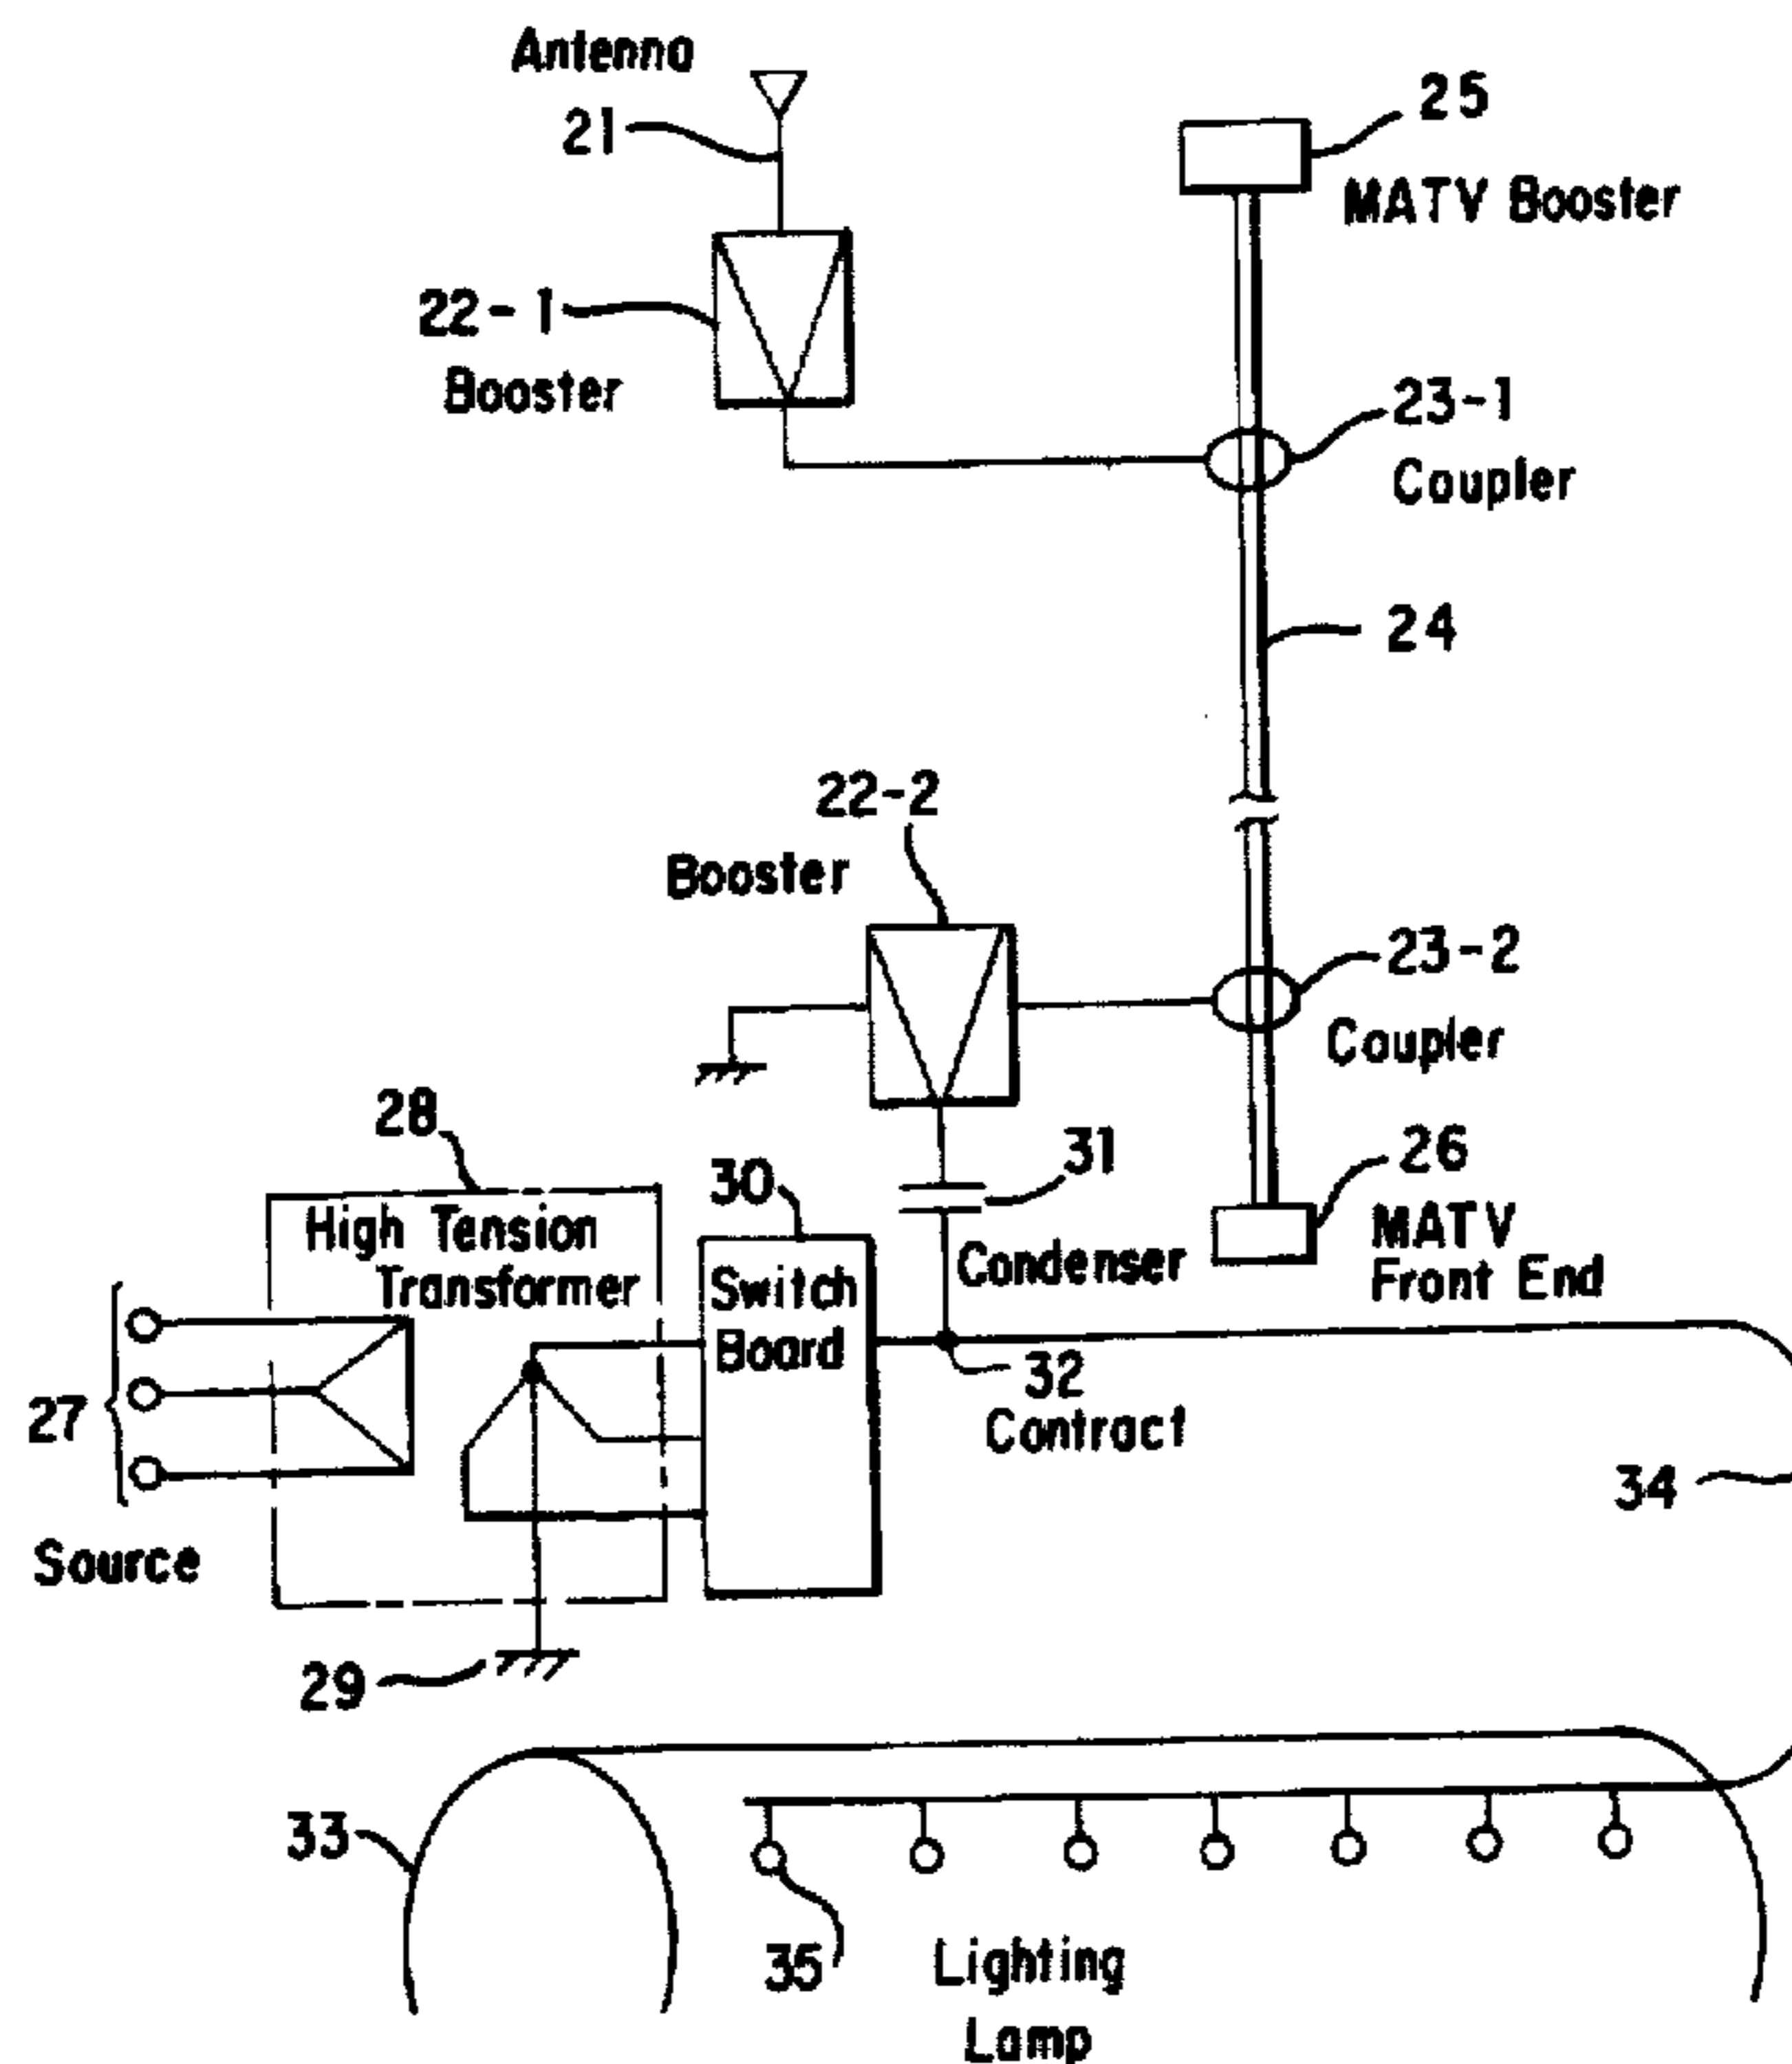 Antenna
21
25
MATV Booster
22-1
Booster
23-1
Coupler
24
22-2
Booster
23-2
Coupler
28
High Tension
Transformer
30
Switch
Board
31
Condenser
26
MATV
Front End
27
Source
32
Contract
34
29
33
35
Lighting
Lamp